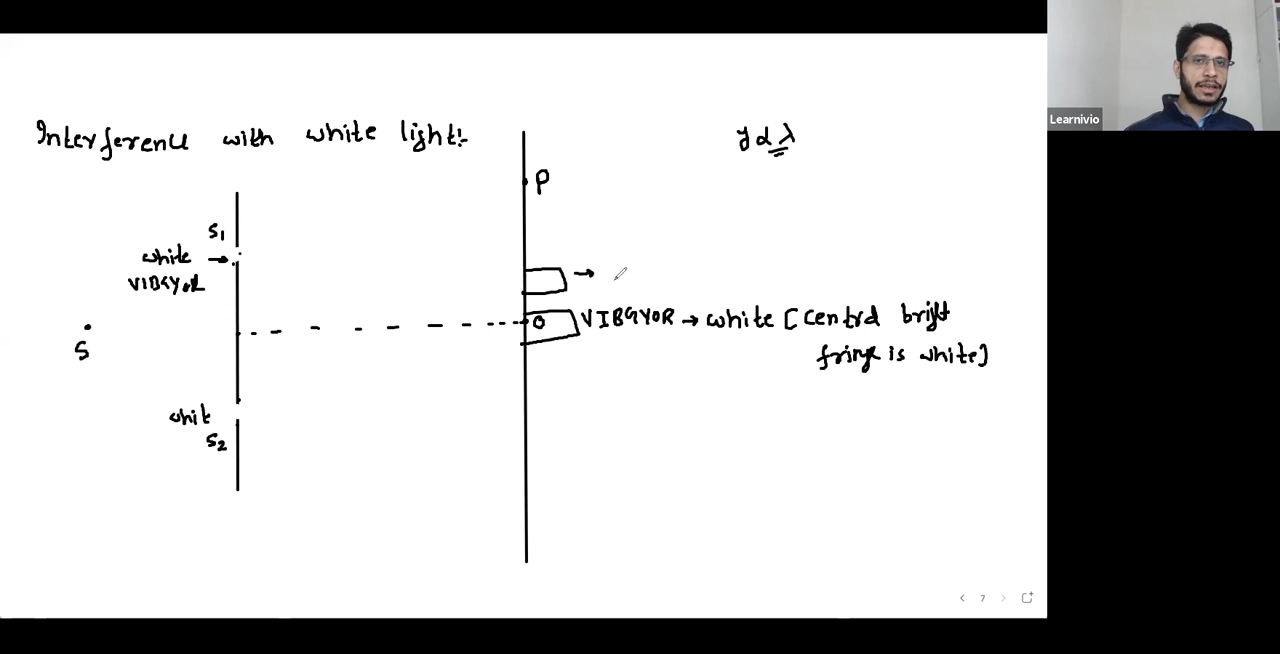 Interference with white light:
y α λ
P
S1
white →
VIBGYOR
→
O VIBGYOR → white [Central bright
fringe is white]
S
whit
S2
Learnivio
< 7 >